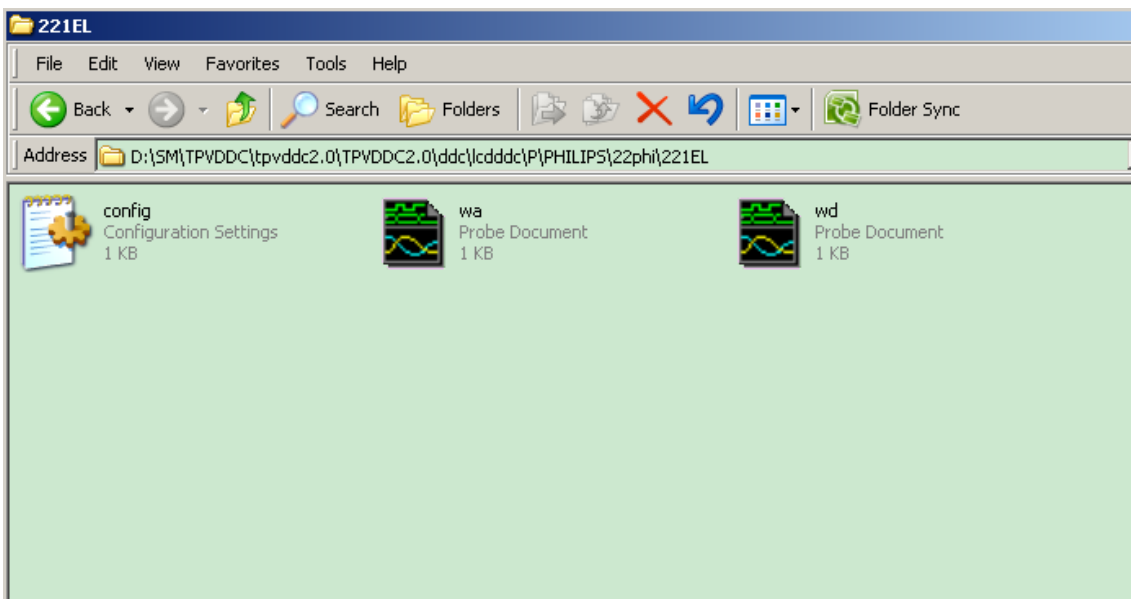 221EL
File Edit View Favorites Tools Help
Back Search Folders Folder Sync
Address D:\SM\TPVDDC\tpvddc2.0\TPVDDC2.0\ddc\lcdddc\P\PHILIPS\22phi\221EL
config
Configuration Settings
1 KB
wa
Probe Document
1 KB
wd
Probe Document
1 KB